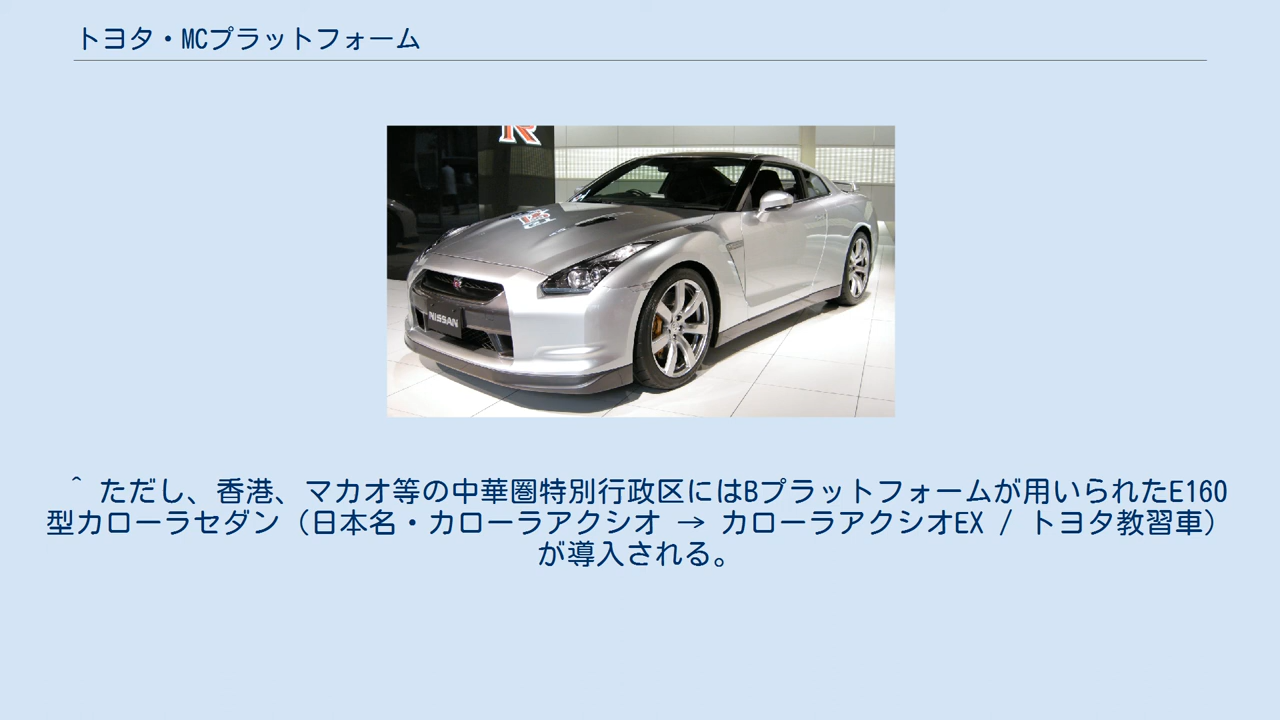 トヨタ・MCプラットフォーム
R
NISSAN
^ ただし、香港、マカオ等の中華圏特別行政区にはBプラットフォームが用いられたE160
型カローラセダン（日本名・カローラアクシオ → カローラアクシオEX / トヨタ教習車）
が導入される。